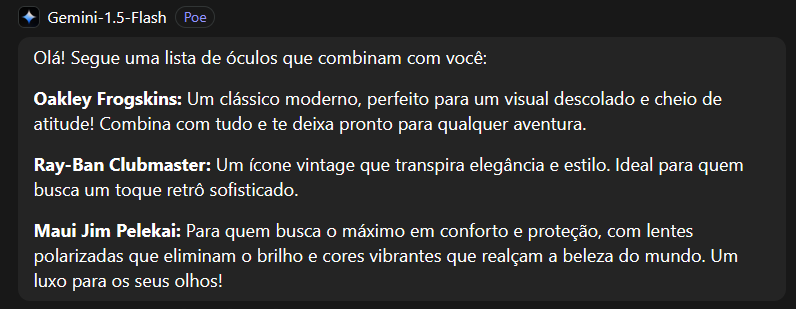 Gemini-1.5-Flash Poe
Olá! Segue uma lista de óculos que combinam com você:
Oakley Frogskins: Um clássico moderno, perfeito para um visual descolado e cheio de
atitude! Combina com tudo e te deixa pronto para qualquer aventura.
Ray-Ban Clubmaster: Um ícone vintage que transpira elegância e estilo. Ideal para quem
busca um toque retrô sofisticado.
Maui Jim Pelekai: Para quem busca o máximo em conforto e proteção, com lentes
polarizadas que eliminam o brilho e cores vibrantes que realçam a beleza do mundo. Um
luxo para os seus olhos!